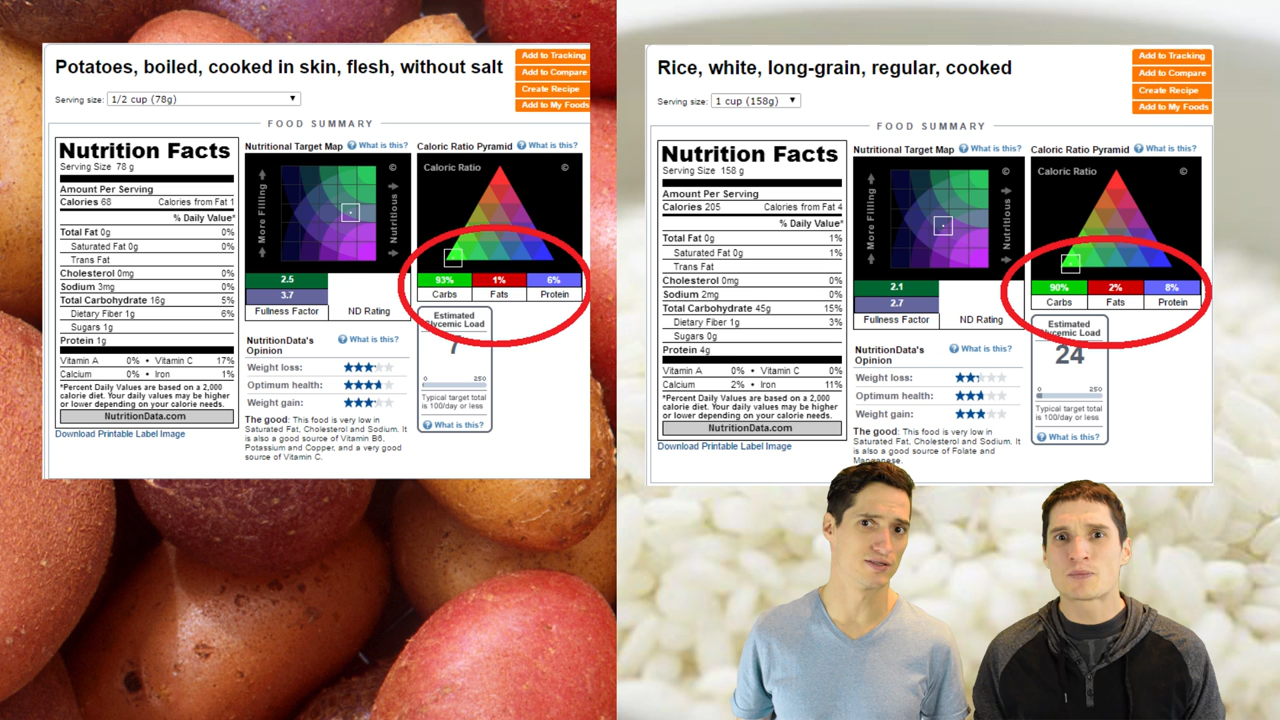 Potatoes, boiled, cooked in skin, flesh, without salt
Add to Tracking
Add to Compare
Create Recipe
Add to My Foods
Serving size: 1/2 cup (78g)
FOOD SUMMARY
Nutrition Facts
Serving Size 78 g
Amount Per Serving
Calories 68 Calories from Fat 1
% Daily Value*
Total Fat 0g 0%
Saturated Fat 0g 0%
Trans Fat
Cholesterol 0mg 0%
Sodium 3mg 0%
Total Carbohydrate 16g 5%
Dietary Fiber 1g 6%
Sugars 1g
Protein 1g
Vitamin A 0% • Vitamin C 17%
Calcium 0% • Iron 1%
*Percent Daily Values are based on a 2,000
calorie diet. Your daily values may be higher
or lower depending on your calorie needs.
NutritionData.com
Download Printable Label Image
Nutritional Target Map What is this?
©
More Filling
Nutritious
2.5
3.7
Fullness Factor ND Rating
NutritionData's
Opinion
What is this?
Weight loss:
Optimum health:
Weight gain:
The good: This food is very low in
Saturated Fat, Cholesterol and Sodium. It
is also a good source of Vitamin B6,
Potassium and Copper, and a very good
source of Vitamin C.
Caloric Ratio Pyramid What is this?
Caloric Ratio ©
93% 1% 6%
Carbs Fats Protein
Estimated
Glycemic Load
7
0 250
Typical target total
is 100/day or less
What is this?
Rice, white, long-grain, regular, cooked
Add to Tracking
Add to Compare
Create Recipe
Add to My Foods
Serving size: 1 cup (158g)
FOOD SUMMARY
Nutrition Facts
Serving Size 158 g
Amount Per Serving
Calories 205 Calories from Fat 4
% Daily Value*
Total Fat 0g 1%
Saturated Fat 0g 1%
Trans Fat
Cholesterol 0mg 0%
Sodium 2mg 0%
Total Carbohydrate 45g 15%
Dietary Fiber 1g 3%
Sugars 0g
Protein 4g
Vitamin A 0% • Vitamin C 0%
Calcium 2% • Iron 11%
*Percent Daily Values are based on a 2,000
calorie diet. Your daily values may be higher
or lower depending on your calorie needs.
NutritionData.com
Download Printable Label Image
Nutritional Target Map What is this?
©
More Filling
Nutritious
2.1
2.7
Fullness Factor ND Rating
NutritionData's
Opinion
What is this?
Weight loss:
Optimum health:
Weight gain:
The good: This food is very low in
Saturated Fat, Cholesterol and Sodium. It
is also a good source of Folate and
Manganese.
Caloric Ratio Pyramid What is this?
Caloric Ratio ©
90% 2% 8%
Carbs Fats Protein
Estimated
Glycemic Load
24
0 250
Typical target total
is 100/day or less
What is this?